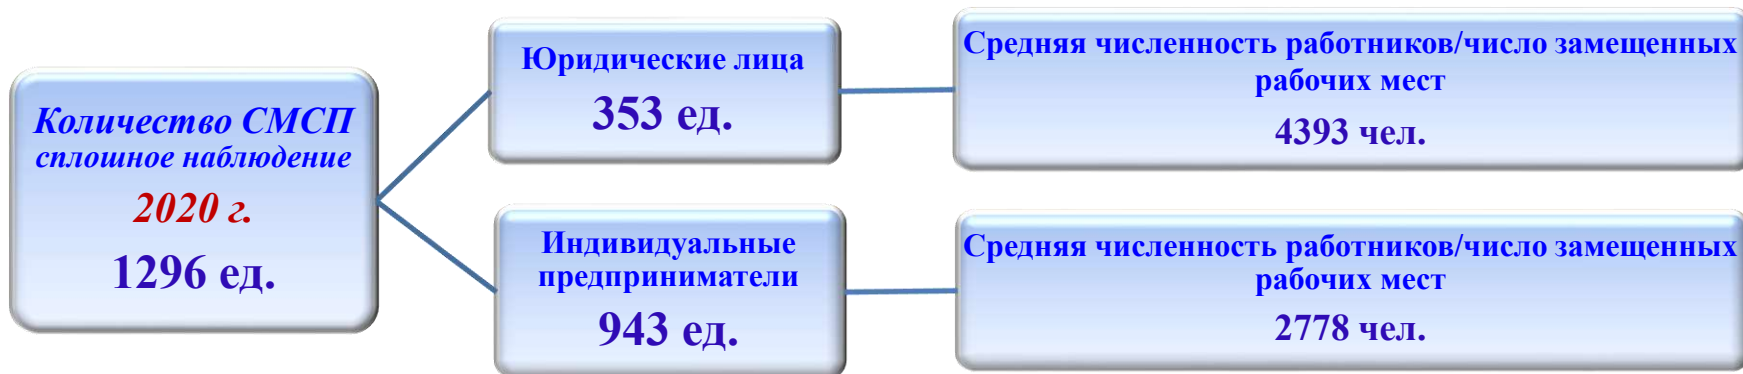 Количество СМСП
сплошное наблюдение
2020 г.
1296 ед.
Юридические лица
353 ед.
Средняя численность работников/число замещенных
рабочих мест
4393 чел.
Индивидуальные
предприниматели
943 ед.
Средняя численность работников/число замещенных
рабочих мест
2778 чел.